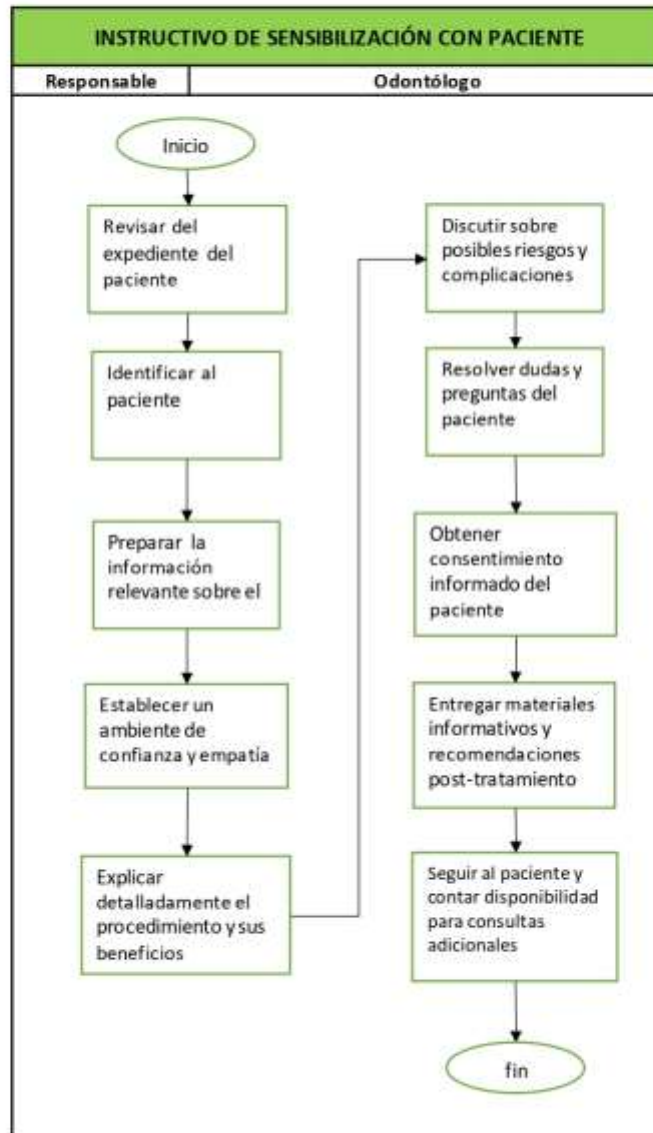 INSTRUCTIVO DE SENSIBILIZACIÓN CON PACIENTE
Responsable
Odontólogo
Inicio
Revisar del
expediente del
paciente
Identificar al
paciente
Preparar la
información
relevante sobre el
Establecer un
ambiente de
confianza y empatía
Explicar
detalladamente el
procedimiento y sus
beneficios
Discutir sobre
posibles riesgos y
complicaciones
Resolver dudas y
preguntas del
paciente
Obtener
consentimiento
informado del
paciente
Entregar materiales
informativos y
recomendaciones
post-tratamiento
Seguir al paciente y
contar disponibilidad
para consultas
adicionales
fin